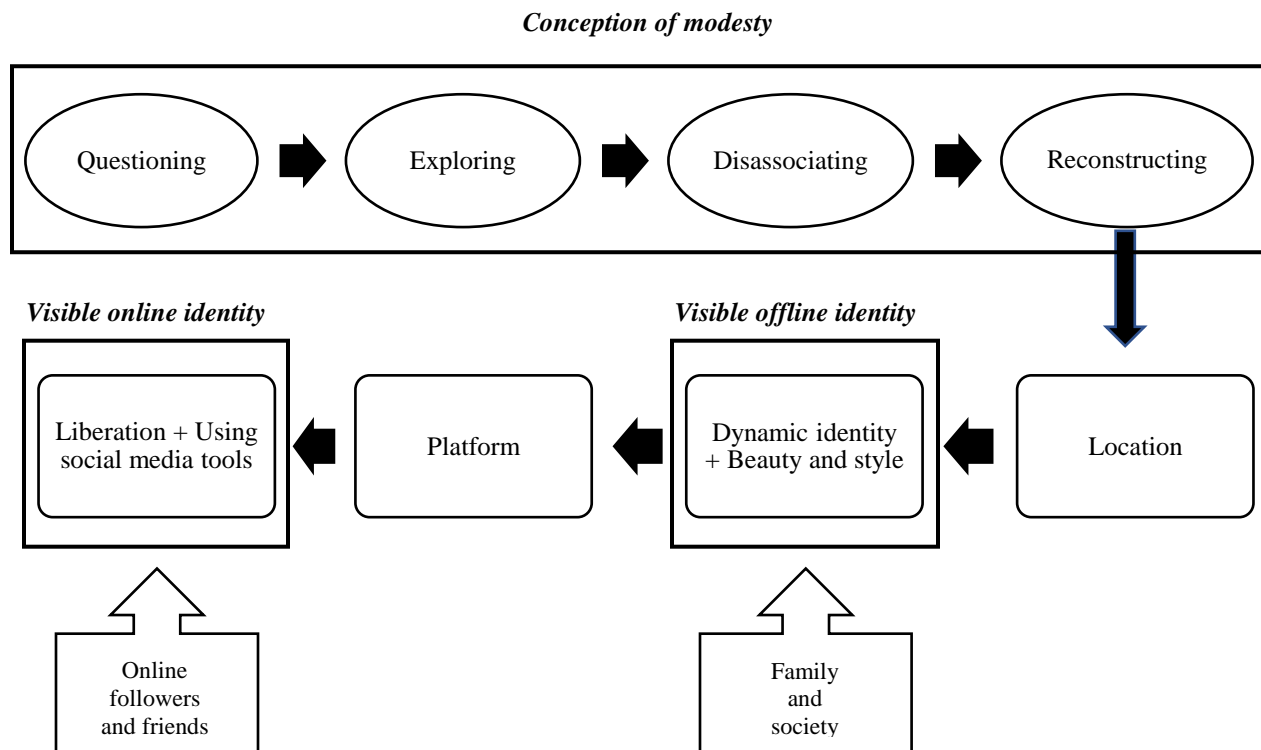 Conception of modesty
Questioning
Exploring
Disassociating
Reconstructing
Visible online identity
Visible offline identity
Liberation + Using
social media tools
Platform
Dynamic identity
+ Beauty and style
Location
Online
followers
and friends
Family
and
society